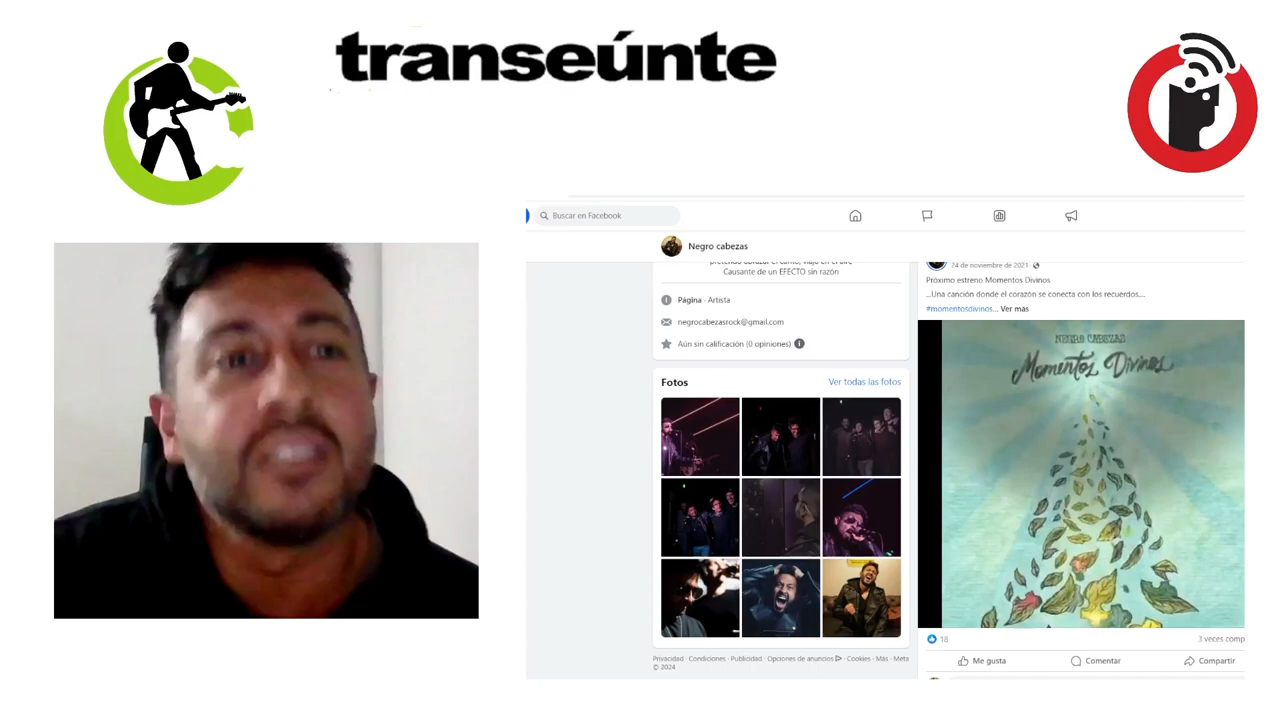 transeúnte
Buscar en Facebook
Negro cabezas
Causante de un EFECTO sin razón
Página · Artista
negrocabezasrock@gmail.com
Aún sin calificación (0 opiniones)
Fotos
Ver todas las fotos
Privacidad · Condiciones · Publicidad · Opciones de anuncios · Cookies · Más · Meta
© 2024
24 de noviembre de 2021 ·
Próximo estreno Momentos Divinos
...Una canción donde el corazón se conecta con los recuerdos....
#momentosdivinos... Ver más
NEGRO CABEZAS
Momentos Divinos
18
3 veces comp
Me gusta
Comentar
Compartir